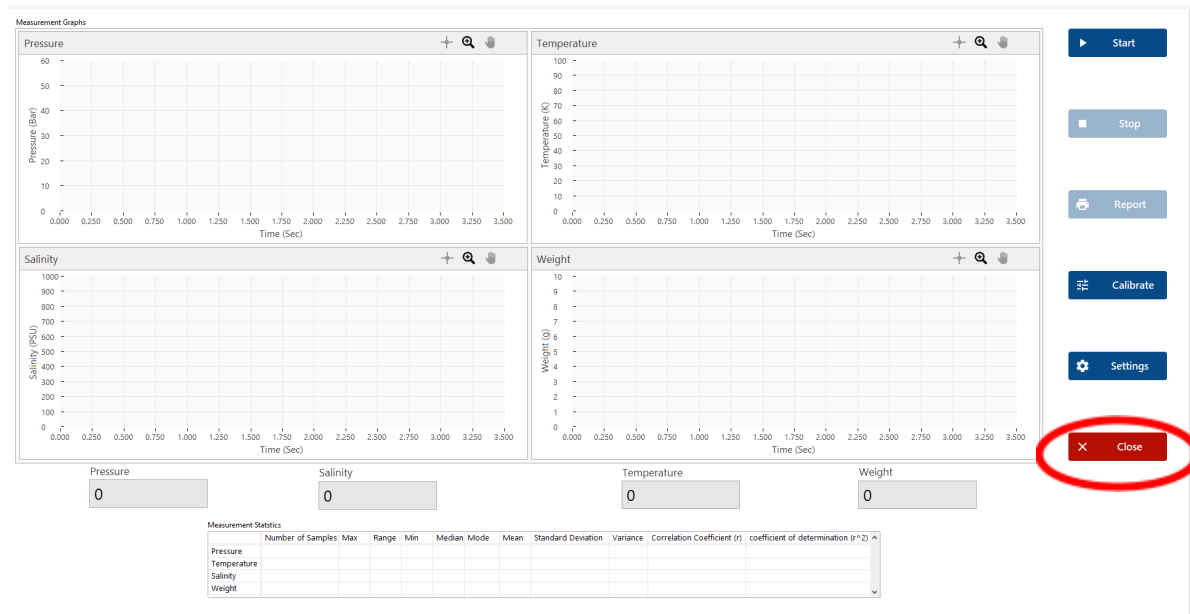 Measurement Graphs
Pressure
60
50
40
30
20
10
0
Pressure (Bar)
0.000 0.250 0.500 0.750 1.000 1.250 1.500 1.750 2.000 2.250 2.500 2.750 3.000 3.250 3.500
Time (Sec)
Temperature
100
90
80
70
60
50
40
30
20
10
0
Temperature (K)
0.000 0.250 0.500 0.750 1.000 1.250 1.500 1.750 2.000 2.250 2.500 2.750 3.000 3.250 3.500
Time (Sec)
Salinity
1000
900
800
700
600
500
400
300
200
100
0
Salinity (PSU)
0.000 0.250 0.500 0.750 1.000 1.250 1.500 1.750 2.000 2.250 2.500 2.750 3.000 3.250 3.500
Time (Sec)
Weight
10
9
8
7
6
5
4
3
2
1
0
Weight (g)
0.000 0.250 0.500 0.750 1.000 1.250 1.500 1.750 2.000 2.250 2.500 2.750 3.000 3.250 3.500
Time (Sec)
Start
Stop
Report
Calibrate
Settings
Close
Pressure
0
Salinity
0
Temperature
0
Weight
0
Measurement Statstics
Number of Samples Max Range Min Median Mode Mean Standard Deviation Variance Correlation Coefficient (r) coefficient of determination (r^2)
Pressure
Temperature
Salinity
Weight